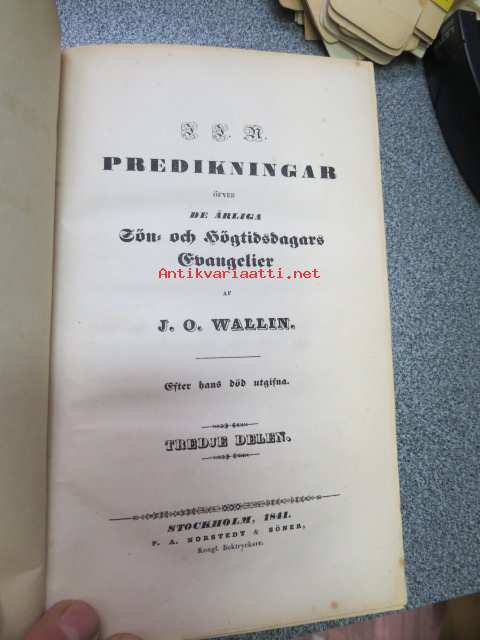 J. J. N.
PREDIKNINGAR
ÖFVER
DE ÅRLIGA
Sön- och Högtidsdagars
Evangelier
Antikvariaatti.net
AF
J. O. WALLIN.
Efter hans död utgifna.
TREDJE DELEN.
STOCKHOLM, 1841.
P. A. NORSTEDT & SÖNER,
Kongl. Boktryckare.